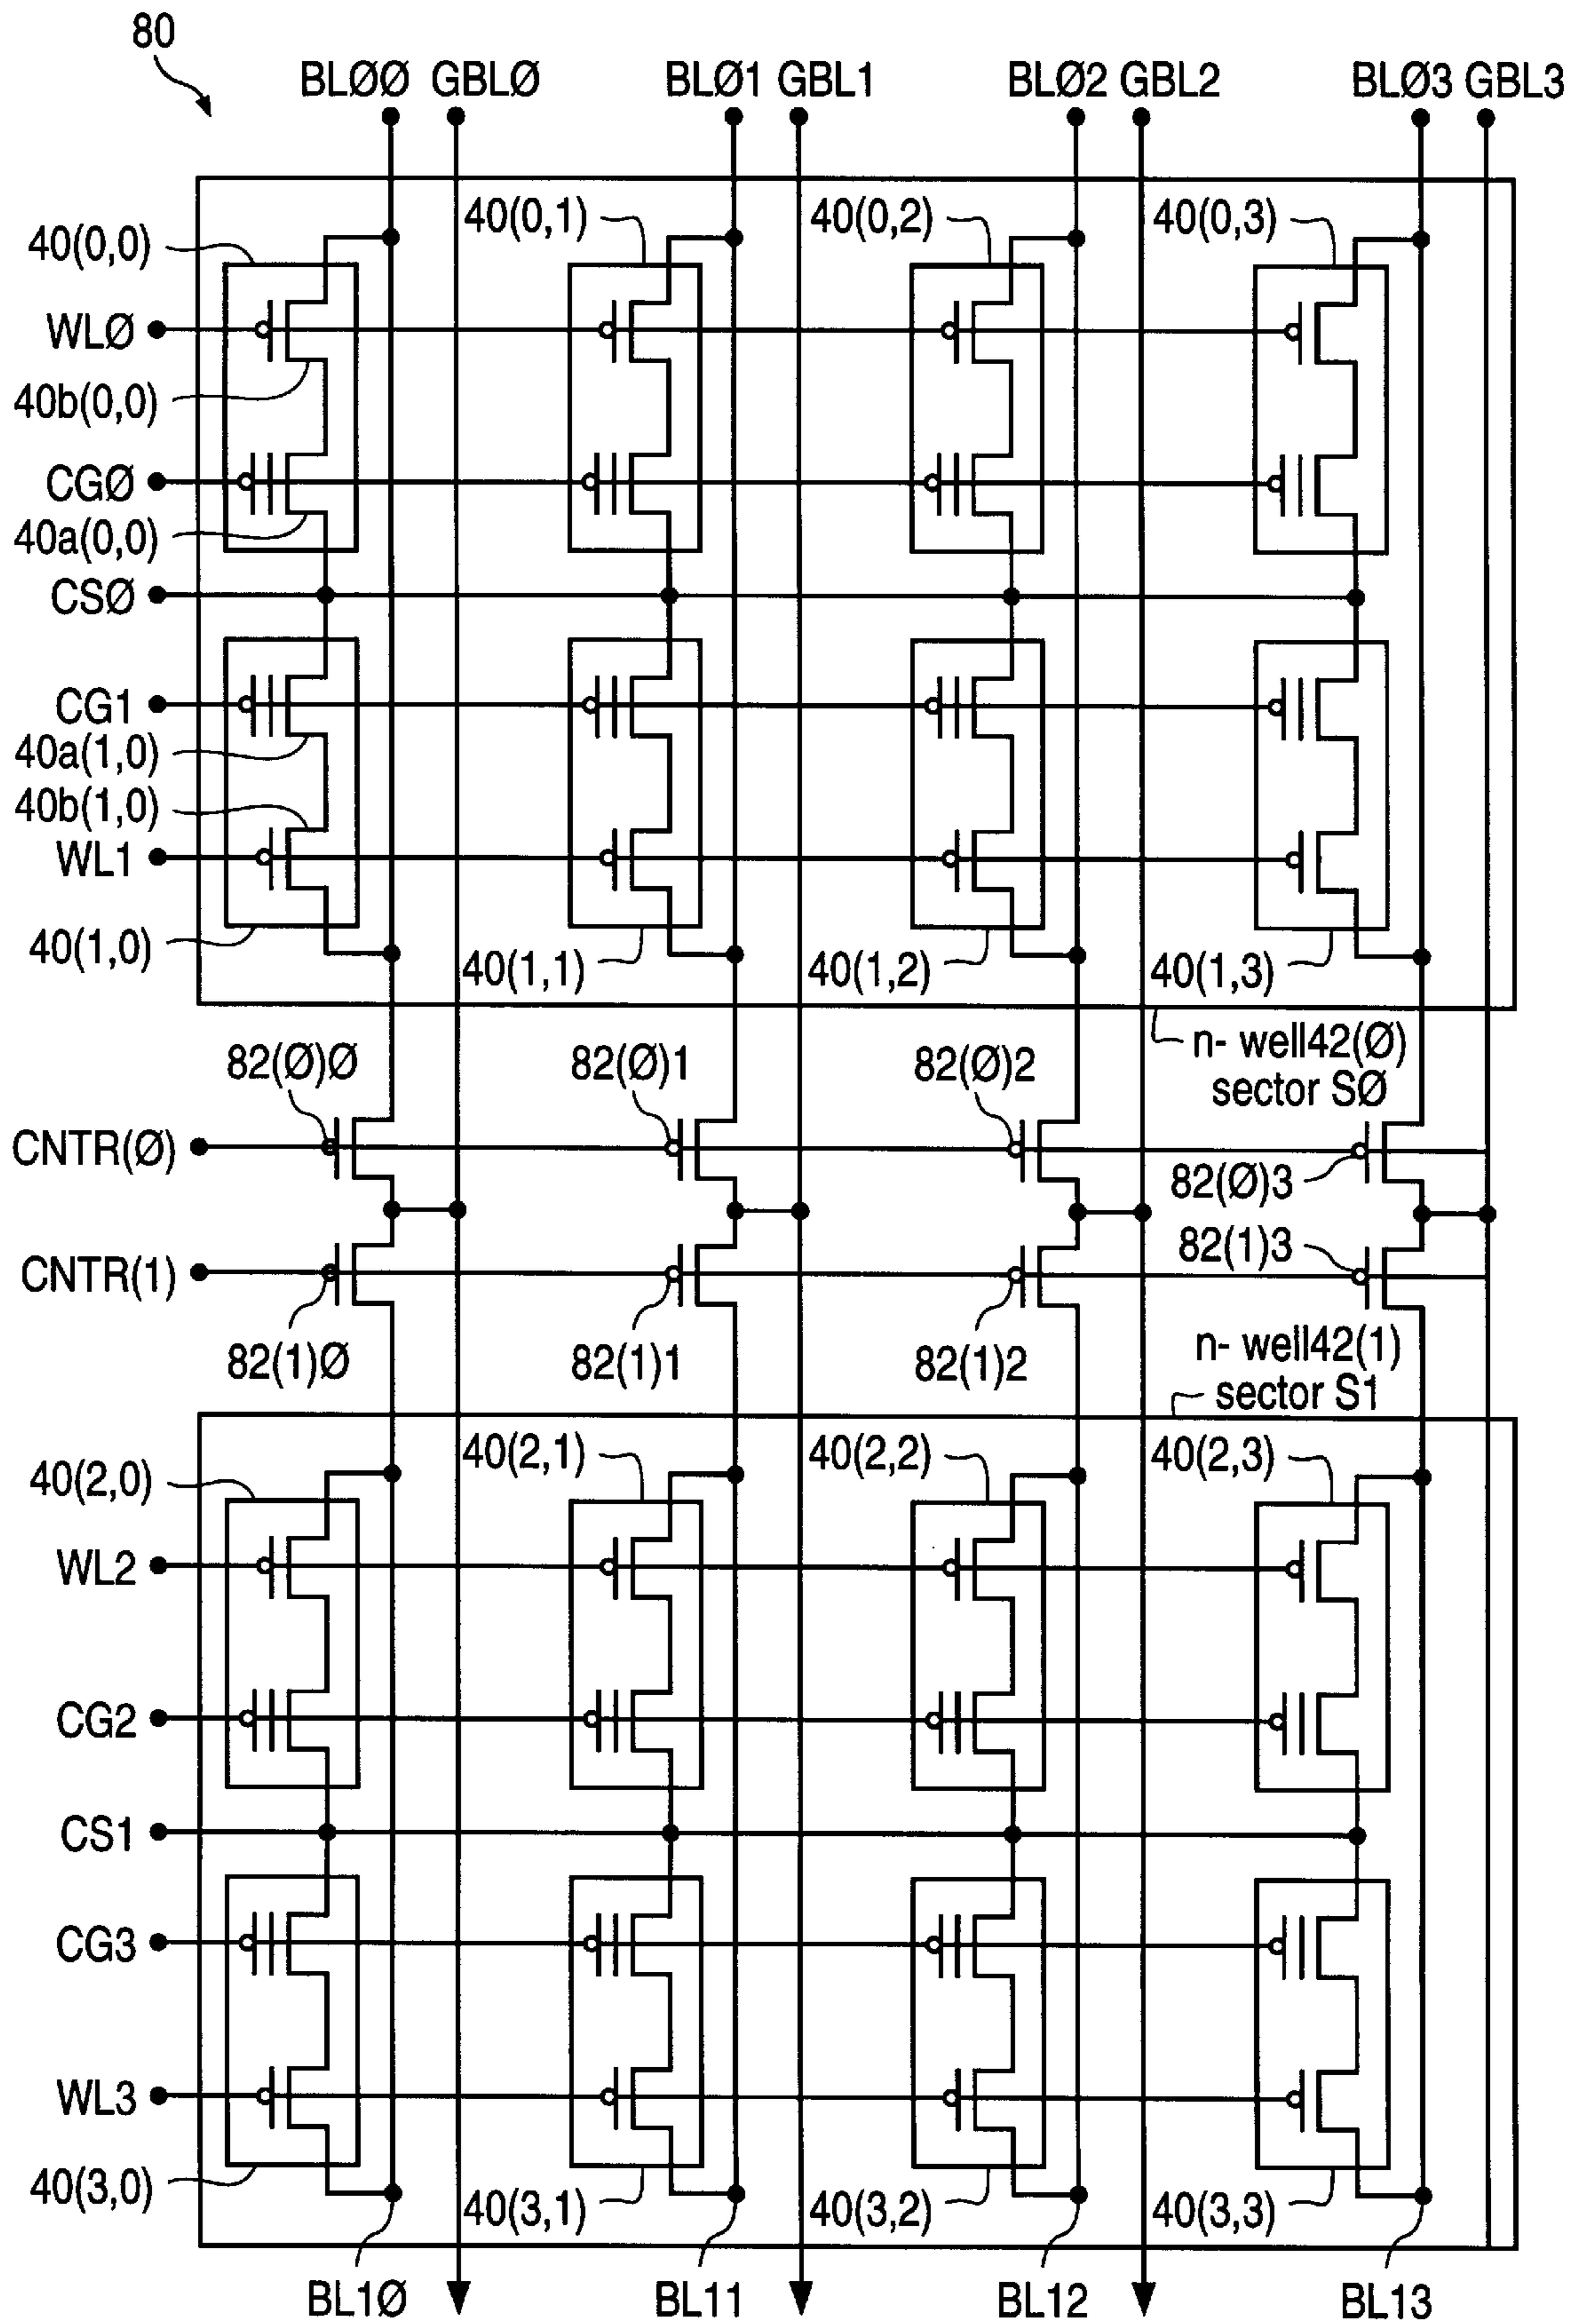 80
BLØØ GBLØ BLØ1 GBL1 BLØ2 GBL2 BLØ3 GBL3
40(0,0) 40(0,1) 40(0,2) 40(0,3)
WLØ
40b(0,0)
CGØ
40a(0,0)
CSØ
CG1
40a(1,0)
40b(1,0)
WL1
40(1,0) 40(1,1) 40(1,2) 40(1,3)
n- well42(Ø)
sector SØ
82(Ø)Ø 82(Ø)1 82(Ø)2
CNTR(Ø)
82(Ø)3
82(1)3
CNTR(1)
82(1)Ø 82(1)1 82(1)2
n- well42(1)
sector S1
40(2,0) 40(2,1) 40(2,2) 40(2,3)
WL2
CG2
CS1
CG3
WL3
40(3,0) 40(3,1) 40(3,2) 40(3,3)
BL1Ø BL11 BL12 BL13